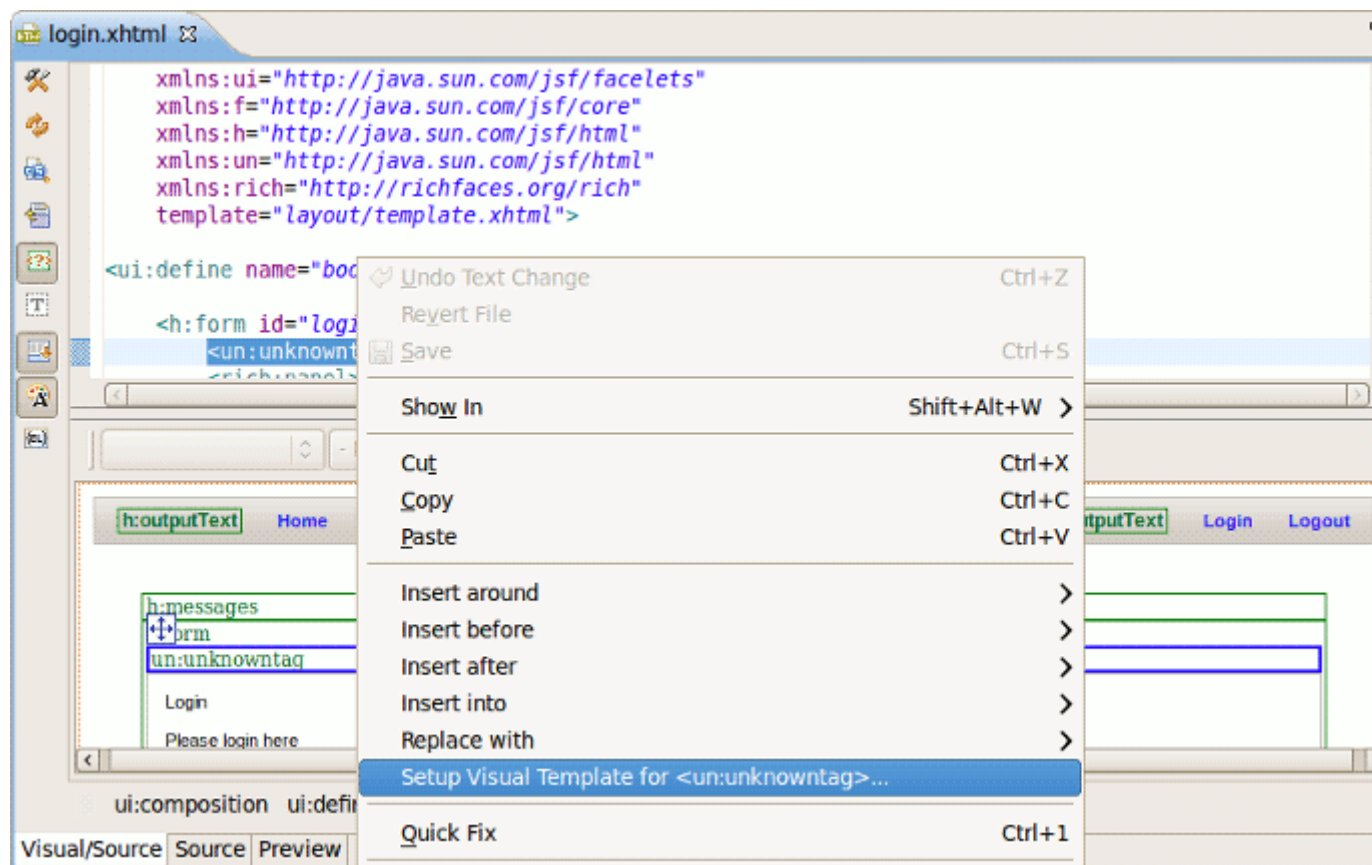 login.xhtml
xmlns:ui="http://java.sun.com/jsf/facelets"
xmlns:f="http://java.sun.com/jsf/core"
xmlns:h="http://java.sun.com/jsf/html"
xmlns:un="http://java.sun.com/jsf/html"
xmlns:rich="http://richfaces.org/rich"
template="layout/template.xhtml">
<ui:define name="boc
<h:form id="logi
<un:unknownt
<rich:panel>
Undo Text Change Ctrl+Z
Revert File
Save Ctrl+S
Show In Shift+Alt+W
Cut Ctrl+X
Copy Ctrl+C
Paste Ctrl+V
Insert around
Insert before
Insert after
Insert into
Replace with
Setup Visual Template for <un:unknowntag>...
Quick Fix Ctrl+1
h:outputText Home tputText Login Logout
h:messages
orm
un:unknowntag
Login
Please login here
ui:composition ui:defi
Visual/Source Source Preview